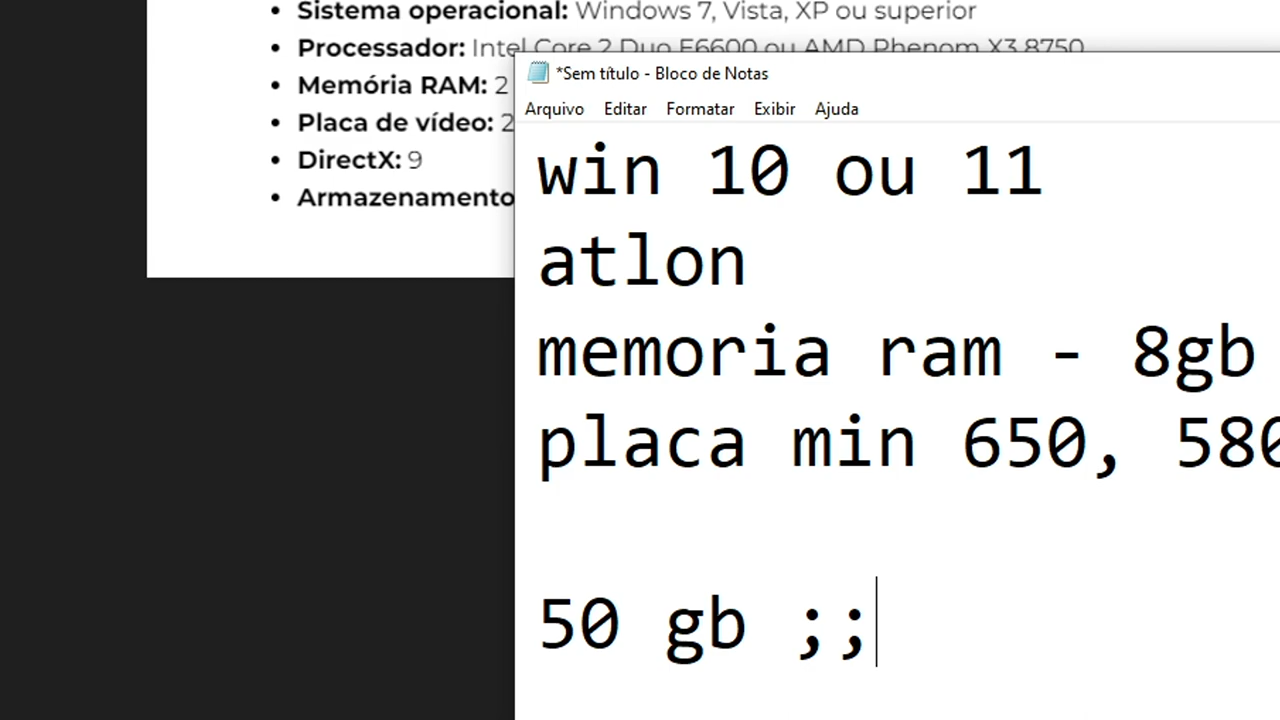 Sistema operacional: Windows 7, Vista, XP ou superior
Processador: Intel Core 2 Duo E6600 ou AMD Phenom X3 8750
Memória RAM: 2
Placa de vídeo: 2
DirectX: 9
Armazenamento
*Sem título - Bloco de Notas
Arquivo Editar Formatar Exibir Ajuda
win 10 ou 11
atlon
memoria ram - 8gb
placa min 650, 580
50 gb ;;